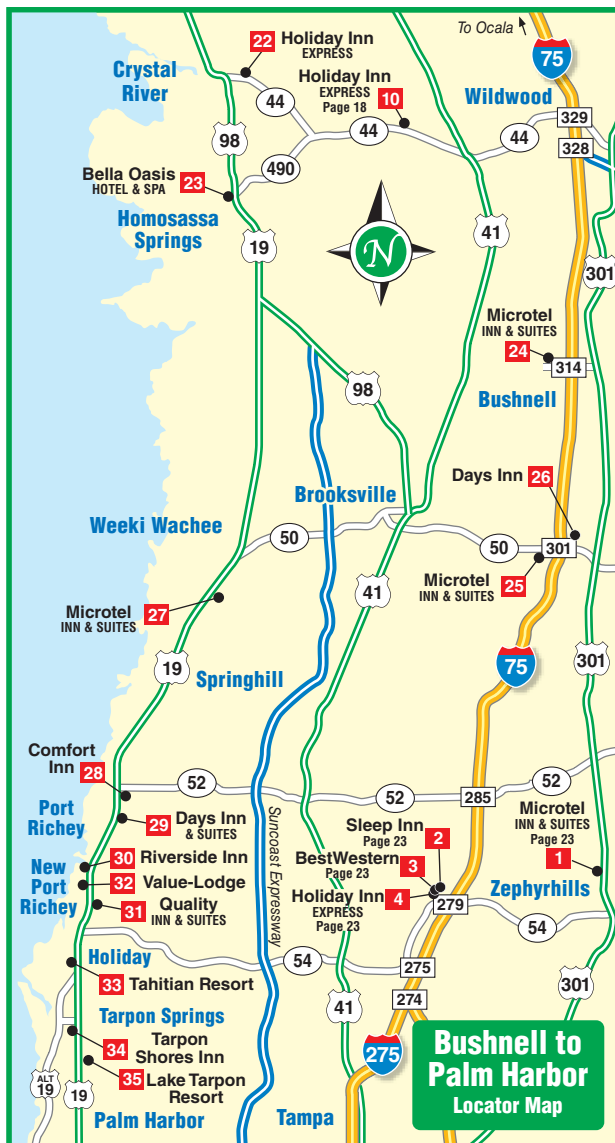 To Ocala
75
22 Holiday Inn
EXPRESS
Crystal
River
Holiday Inn
EXPRESS
Page 18
10
Wildwood
44
44
44
329
328
98
490
Bella Oasis
HOTEL & SPA
23
Homosassa
Springs
19
N
41
301
Microtel
INN & SUITES
24
314
98
Bushnell
Days Inn 26
Brooksville
Weeki Wachee
50
50
301
Microtel
INN & SUITES
25
41
Microtel
INN & SUITES
27
19
Springhill
75
301
Comfort
Inn
28
52
52
52
285
Port
Richey
29 Days Inn
& SUITES
Suncoast Expressway
Sleep Inn
Page 23
2
Microtel
INN & SUITES
Page 23
1
BestWestern
Page 23
3
New
Port
Richey
30 Riverside Inn
32 Value-Lodge
31 Quality
INN & SUITES
Holiday Inn
EXPRESS
Page 23
4
279
Zephyrhills
54
54
275
274
Holiday
33 Tahitian Resort
301
41
Tarpon Springs
34 Tarpon
Shores Inn
275
35 Lake Tarpon
Resort
ALT
19
19
Palm Harbor
Tampa
Bushnell to
Palm Harbor
Locator Map